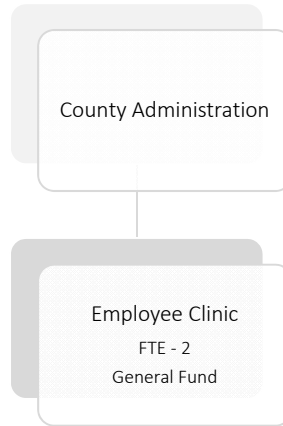 County Administration
Employee Clinic
FTE - 2
General Fund